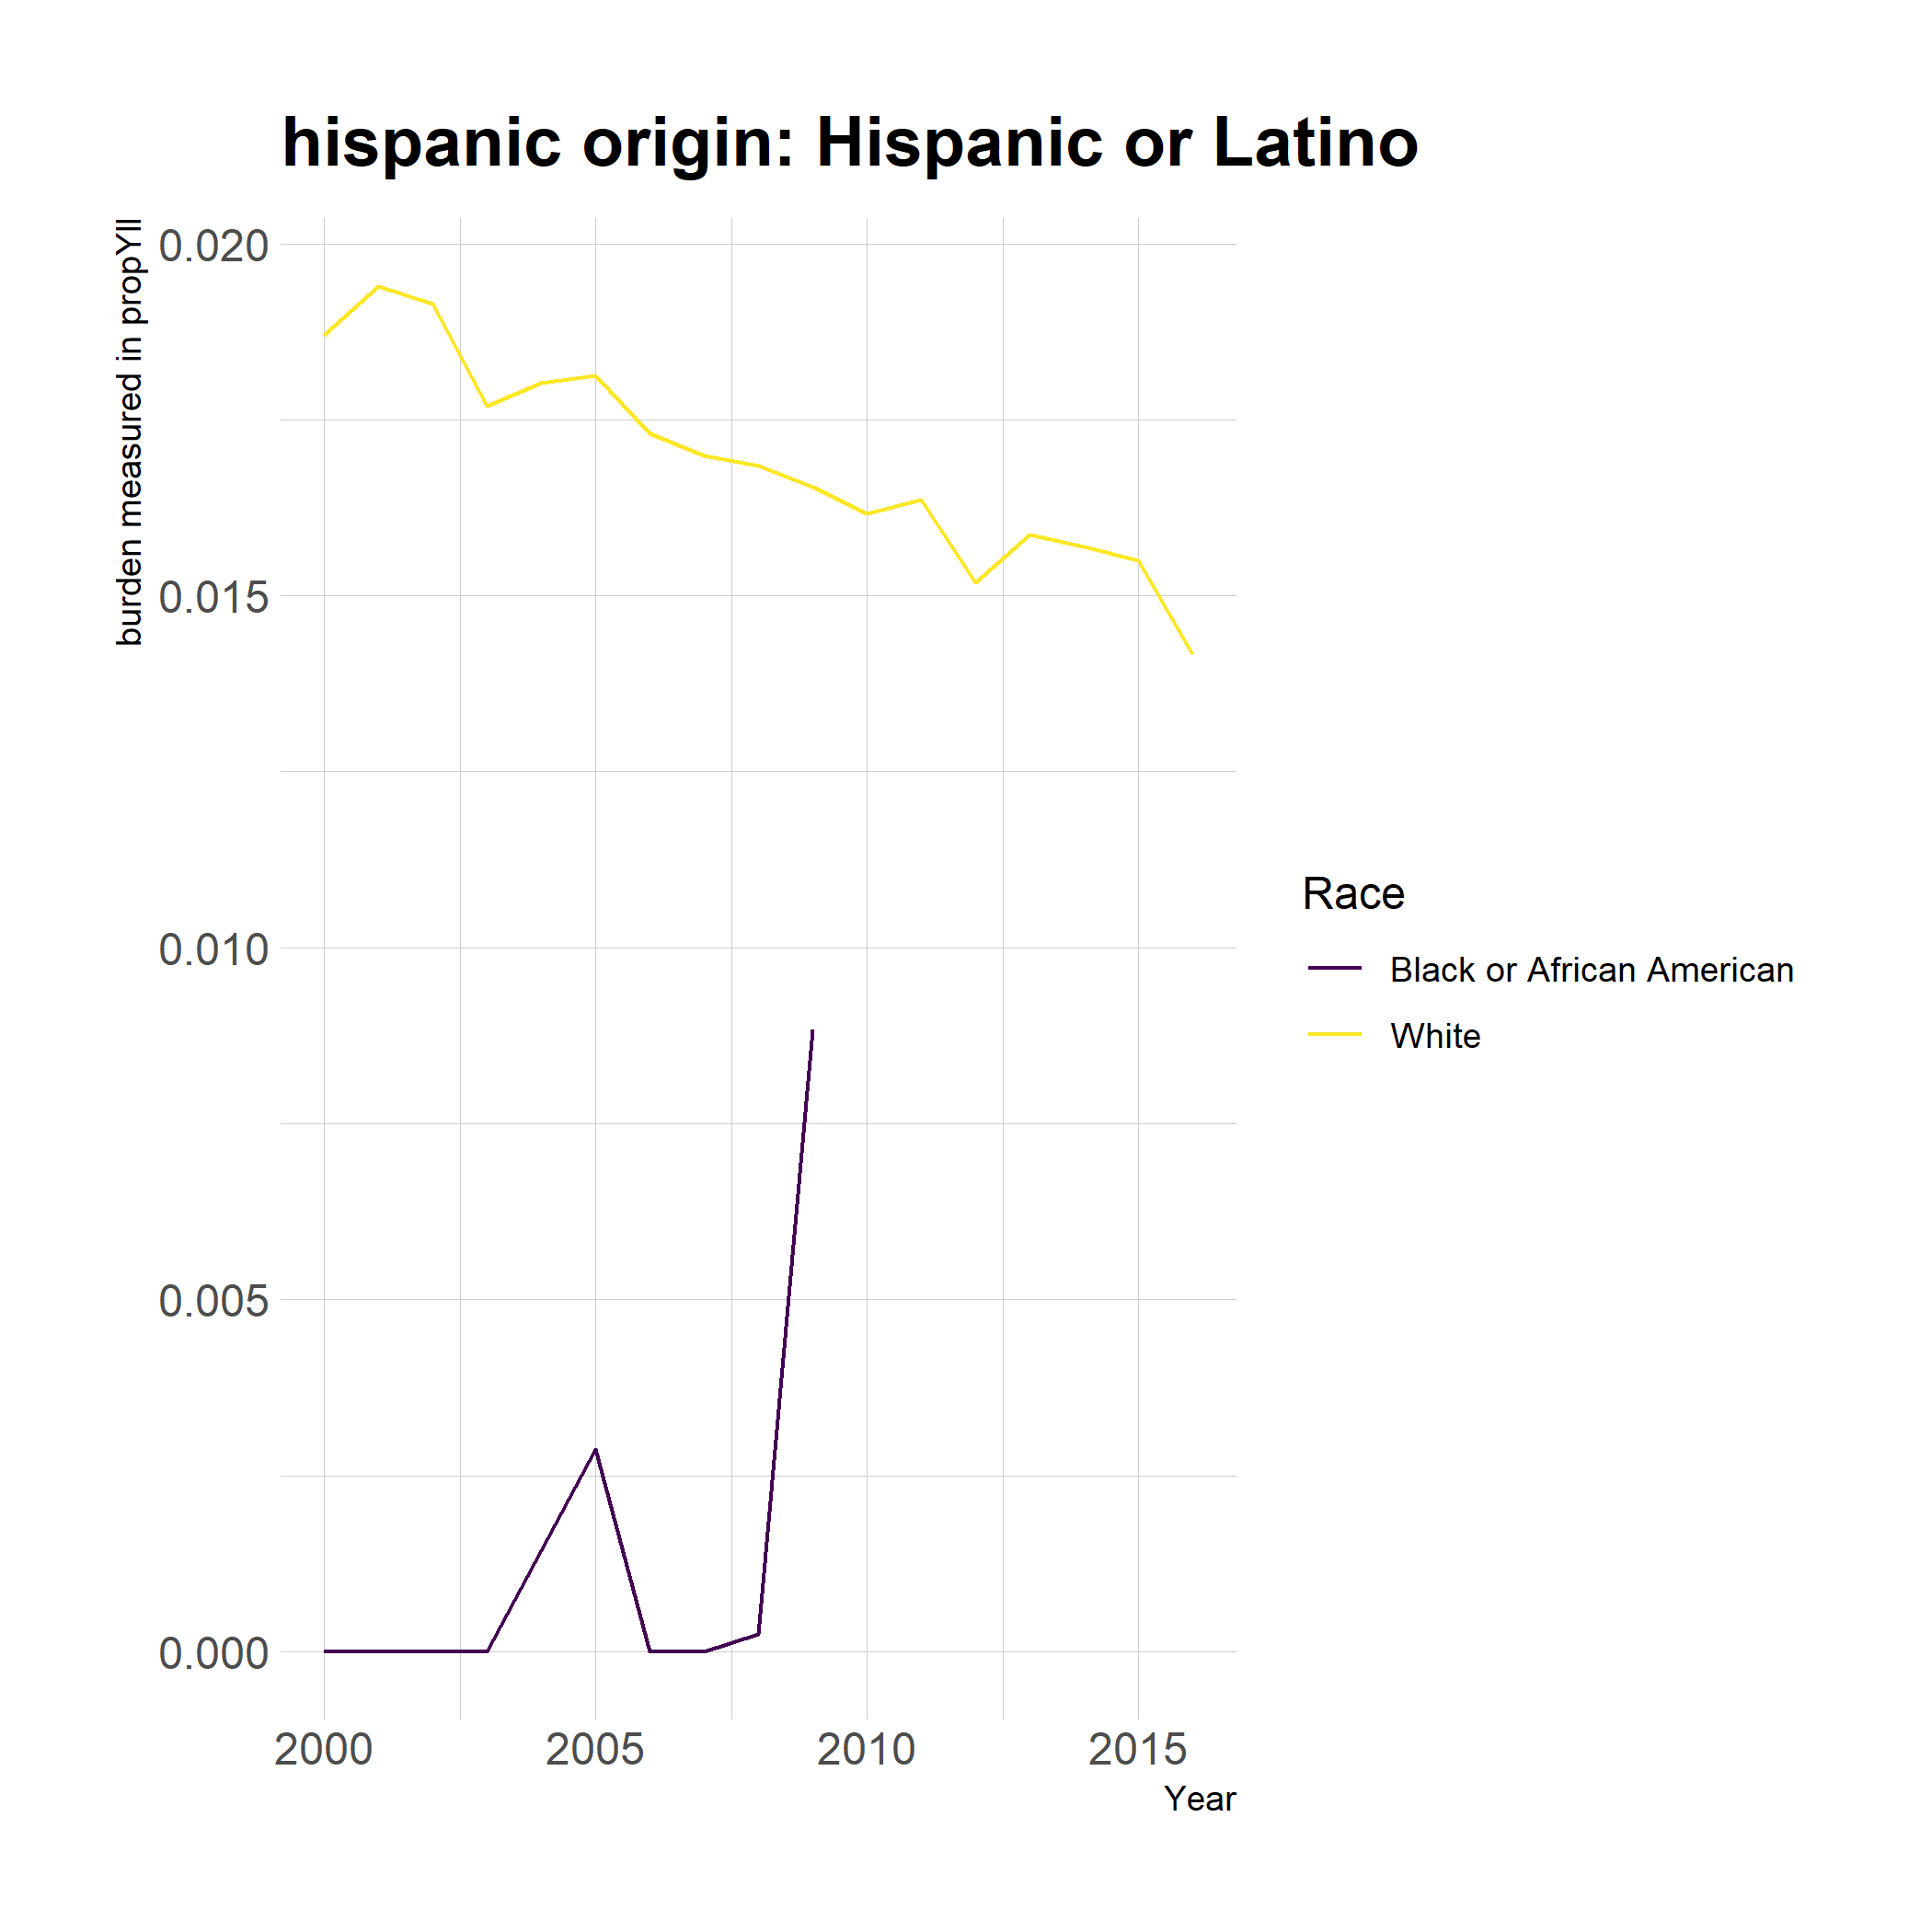 hispanic origin: Hispanic or Latino
burden measured in propYll
0.020
0.015
0.010
0.005
0.000
2000 2005 2010 2015
Year
Race
Black or African American
White